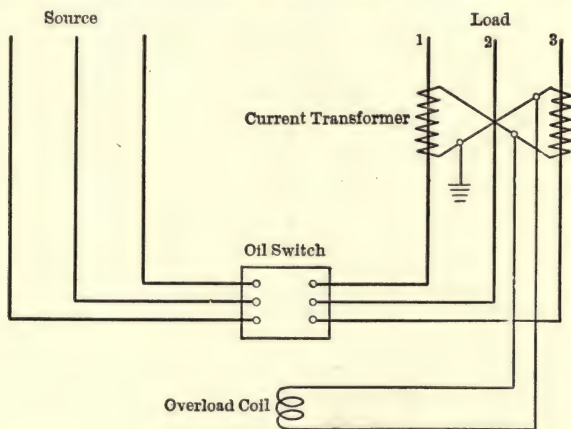 Source
Load
1
2
3
Current Transformer
Oil Switch
Overload Coil